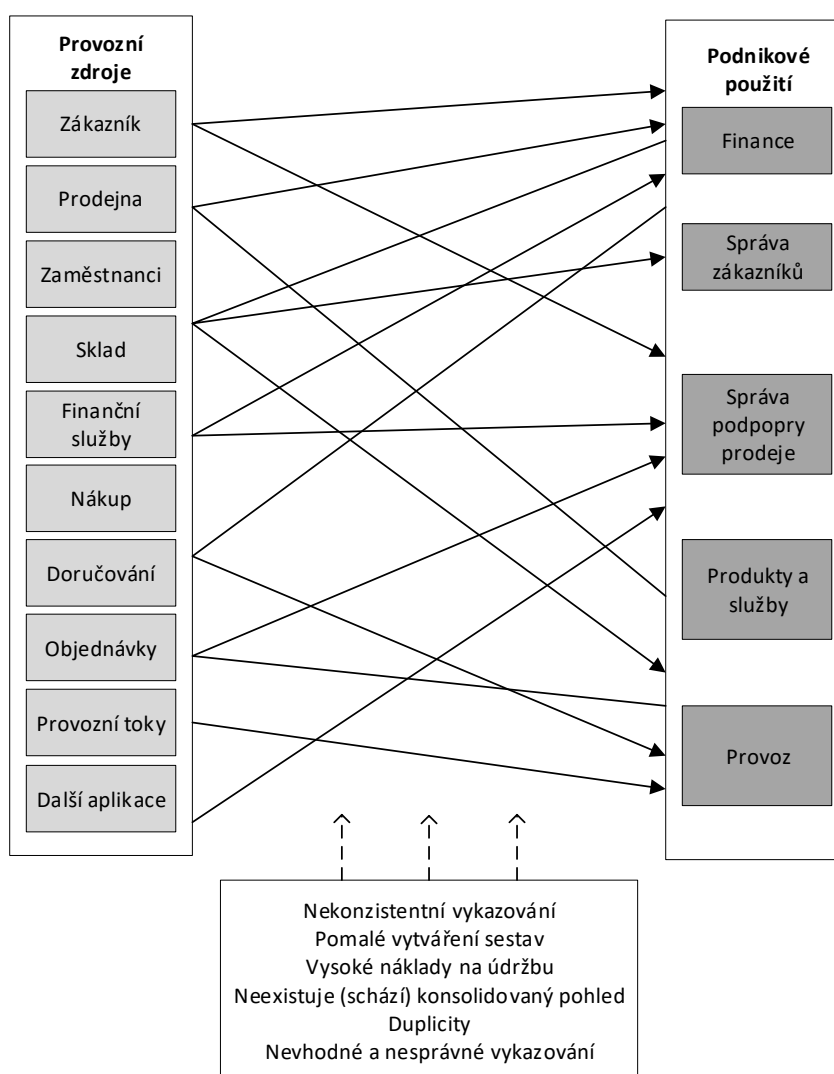 Provozní
zdroje
Zákazník
Prodejna
Zaměstnanci
Sklad
Finanční
služby
Nákup
Doručování
Objednávky
Provozní toky
Další aplikace
Podnikové
použití
Finance
Správa
zákazníků
Správa
podpopry
prodeje
Produkty a
služby
Provoz
Nekonzistentní vykazování
Pomalé vytváření sestav
Vysoké náklady na údržbu
Neexistuje (schází) konsolidovaný pohled
Duplicity
Nevhodné a nesprávné vykazování